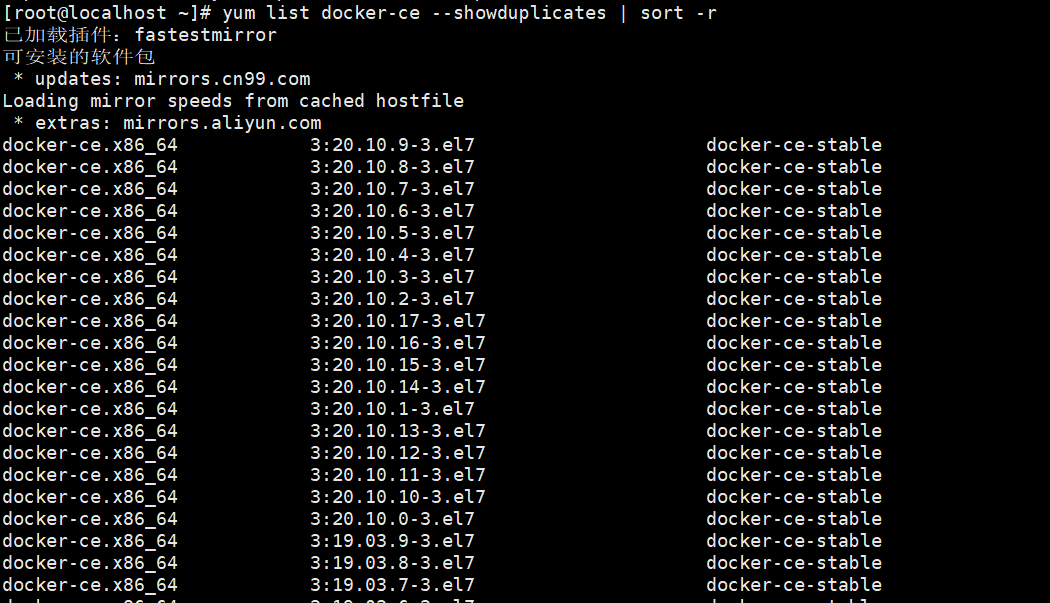 [root@localhost ~]# yum list docker-ce --showduplicates | sort -r
已加载插件：fastestmirror
可安装的软件包
 * updates: mirrors.cn99.com
Loading mirror speeds from cached hostfile
 * extras: mirrors.aliyun.com
docker-ce.x86_64            3:20.10.9-3.el7                     docker-ce-stable
docker-ce.x86_64            3:20.10.8-3.el7                     docker-ce-stable
docker-ce.x86_64            3:20.10.7-3.el7                     docker-ce-stable
docker-ce.x86_64            3:20.10.6-3.el7                     docker-ce-stable
docker-ce.x86_64            3:20.10.5-3.el7                     docker-ce-stable
docker-ce.x86_64            3:20.10.4-3.el7                     docker-ce-stable
docker-ce.x86_64            3:20.10.3-3.el7                     docker-ce-stable
docker-ce.x86_64            3:20.10.2-3.el7                     docker-ce-stable
docker-ce.x86_64            3:20.10.17-3.el7                    docker-ce-stable
docker-ce.x86_64            3:20.10.16-3.el7                    docker-ce-stable
docker-ce.x86_64            3:20.10.15-3.el7                    docker-ce-stable
docker-ce.x86_64            3:20.10.14-3.el7                    docker-ce-stable
docker-ce.x86_64            3:20.10.1-3.el7                     docker-ce-stable
docker-ce.x86_64            3:20.10.13-3.el7                    docker-ce-stable
docker-ce.x86_64            3:20.10.12-3.el7                    docker-ce-stable
docker-ce.x86_64            3:20.10.11-3.el7                    docker-ce-stable
docker-ce.x86_64            3:20.10.10-3.el7                    docker-ce-stable
docker-ce.x86_64            3:20.10.0-3.el7                     docker-ce-stable
docker-ce.x86_64            3:19.03.9-3.el7                     docker-ce-stable
docker-ce.x86_64            3:19.03.8-3.el7                     docker-ce-stable
docker-ce.x86_64            3:19.03.7-3.el7                     docker-ce-stable